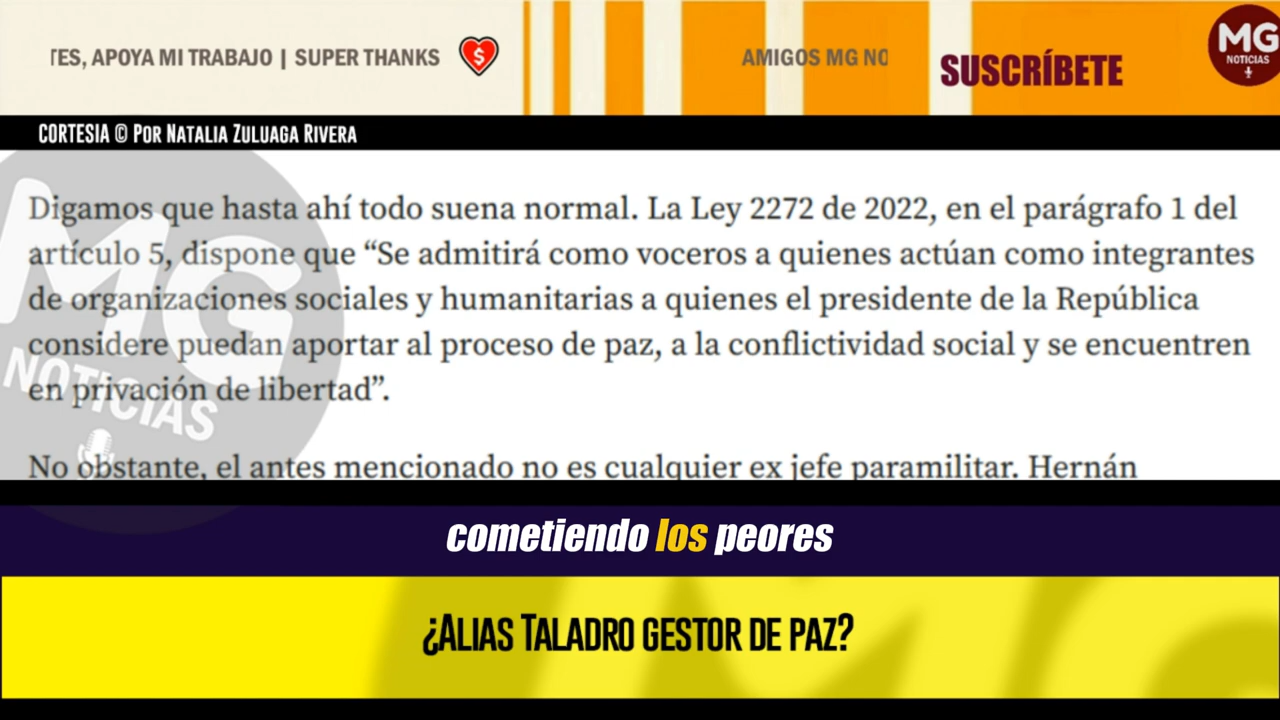 TES, APOYA MI TRABAJO | SUPER THANKS
AMIGOS MG NO
SUSCRÍBETE
MG
NOTICIAS
CORTESIA © POR NATALIA ZULUAGA RIVERA
Digamos que hasta ahí todo suena normal. La Ley 2272 de 2022, en el parágrafo 1 del
artículo 5, dispone que “Se admitirá como voceros a quienes actúan como integrantes
de organizaciones sociales y humanitarias a quienes el presidente de la República
considere puedan aportar al proceso de paz, a la conflictividad social y se encuentren
en privación de libertad”.
No obstante, el antes mencionado no es cualquier ex jefe paramilitar. Hernán
MG
NOTICIAS
cometiendo los peores
¿ALIAS TALADRO GESTOR DE PAZ?